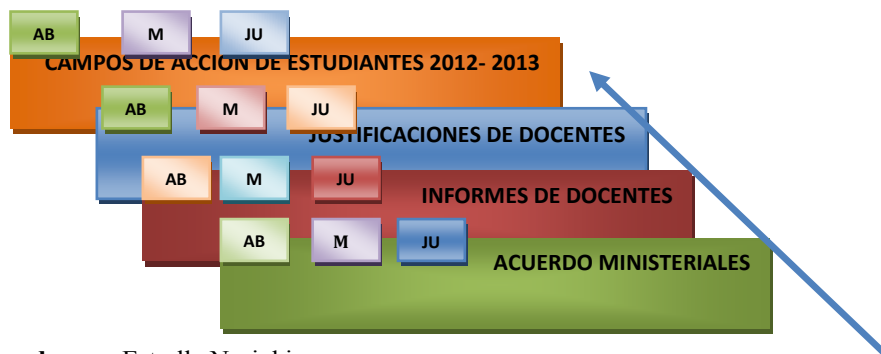 AB M JU
CAMPOS DE ACCION DE ESTUDIANTES 2012- 2013
AB M JU
JUSTIFICACIONES DE DOCENTES
AB M JU
INFORMES DE DOCENTES
AB M JU
ACUERDO MINISTERIALES